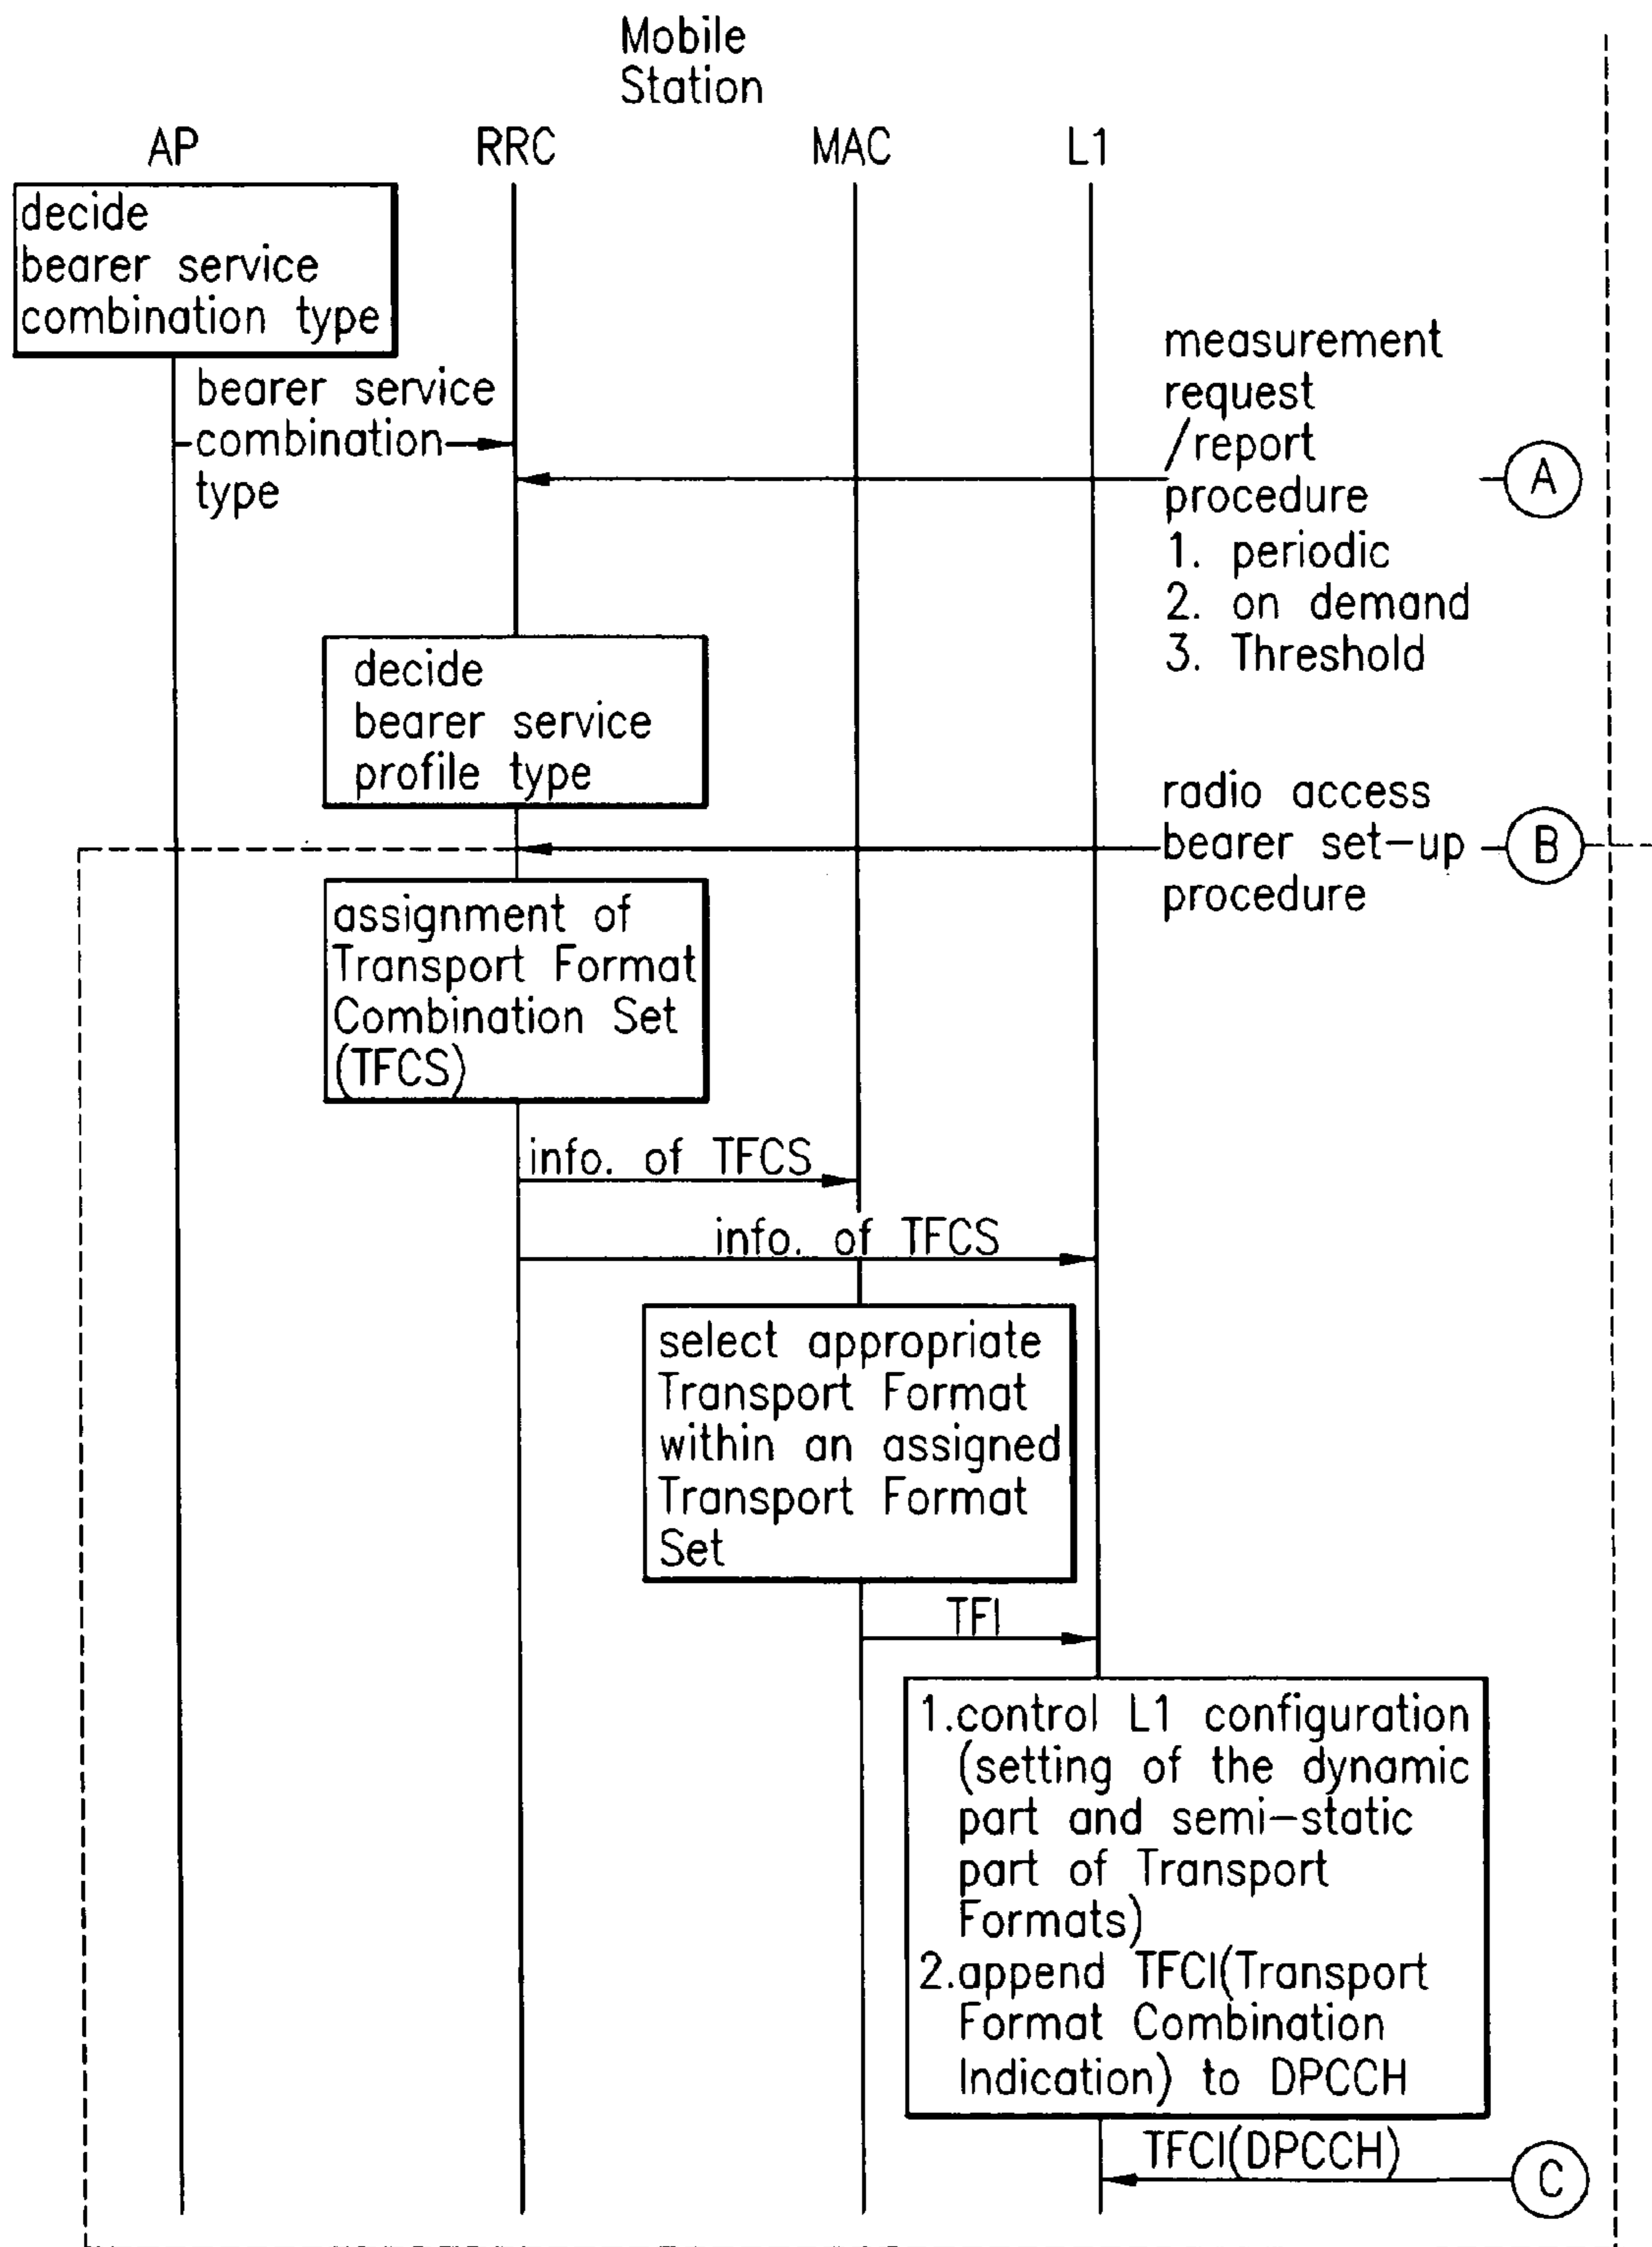 Mobile
Station
AP
RRC
MAC
L1
decide
bearer service
combination type
bearer service
combination
type
measurement
request
/report
procedure
1. periodic
2. on demand
3. Threshold
A
decide
bearer service
profile type
radio access
bearer set-up
procedure
B
assignment of
Transport Format
Combination Set
(TFCS)
info. of TFCS
info. of TFCS
select appropriate
Transport Format
within an assigned
Transport Format
Set
TFI
1.control L1 configuration
(setting of the dynamic
part and semi-static
part of Transport
Formats)
2.append TFCI(Transport
Format Combination
Indication) to DPCCH
TFCI(DPCCH)
C